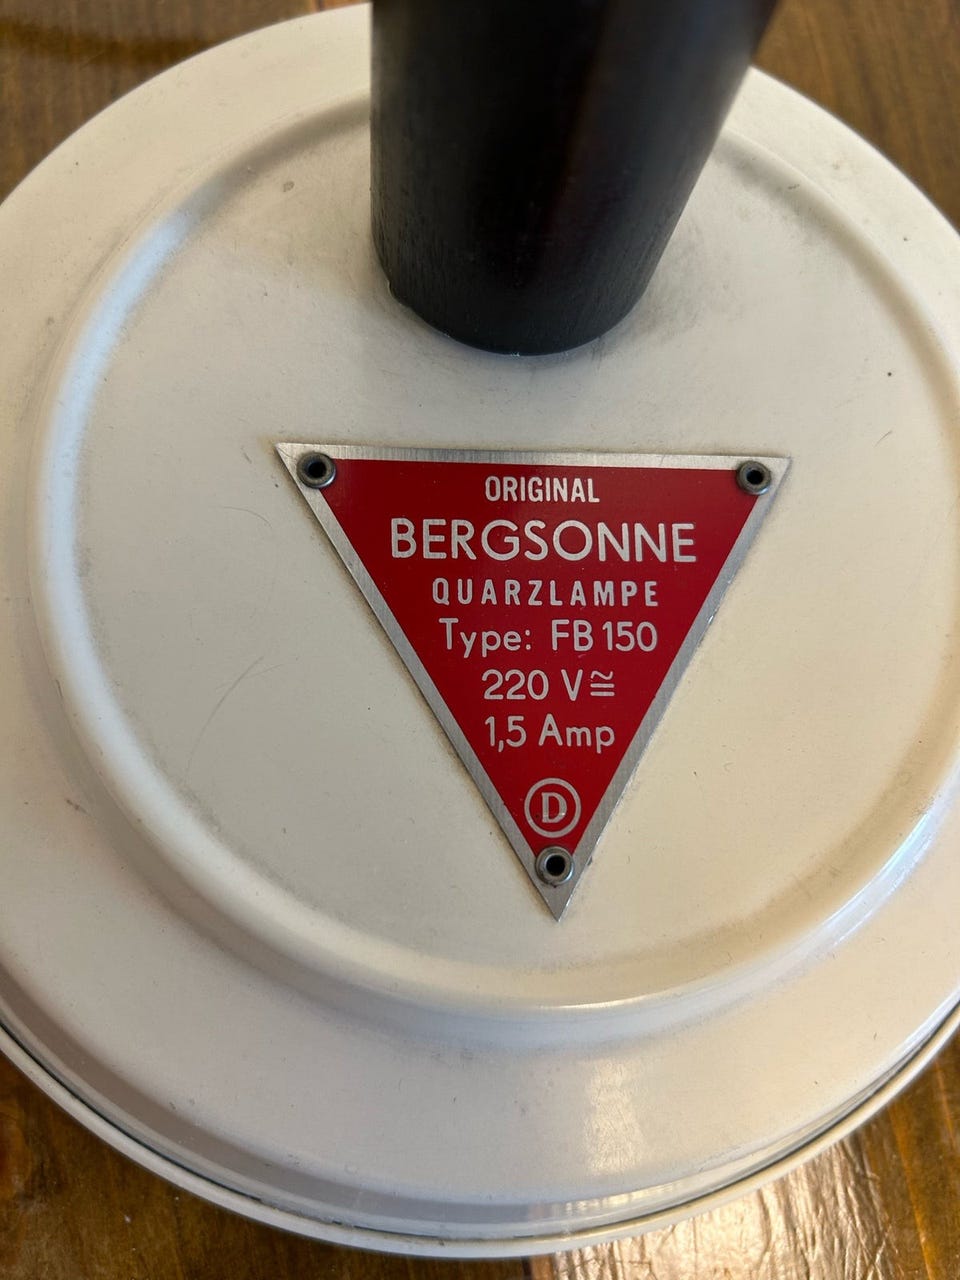 ORIGINAL
BERGSONNE
QUARZLAMPE
Type: FB 150
220 V≅
1,5 Amp
D